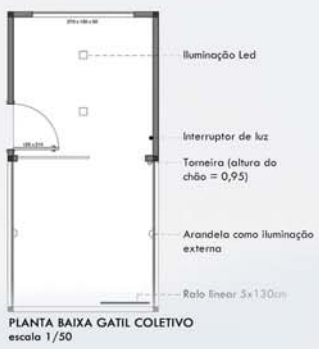 Iluminação Led
Interruptor de luz
Torneira (altura do
chão = 0,95)
Arandela como iluminação
externa
Ralo linear 5x130cm
PLANTA BAIXA GATIL COLETIVO
escala 1/50